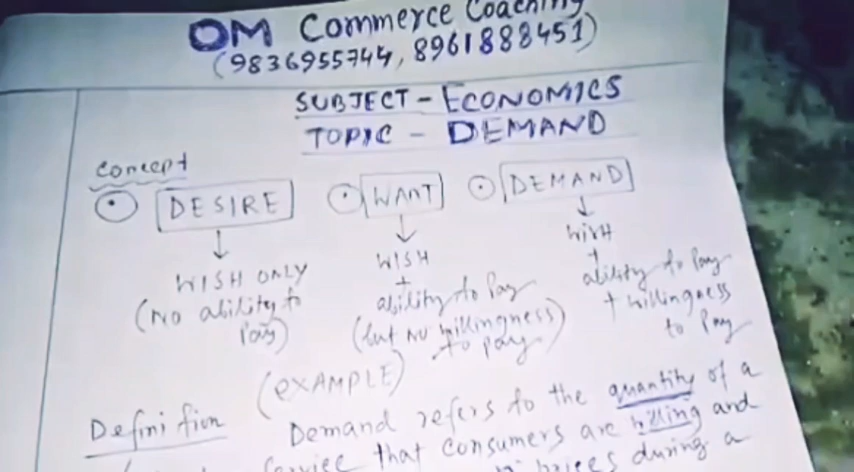 OM Commerce Coaching
(9836955744, 8961888451)
SUBJECT - ECONOMICS
TOPIC - DEMAND
Concept
DESIRE WANT DEMAND
WISH ONLY
(No ability to Pay)
WISH
+
ability to Pay
(but no willingness to pay)
WISH
+
ability to Pay
+ willingness
to Pay
(EXAMPLE)
Definition
Demand refers to the quantity of a
service that consumers are willing and
prices during a